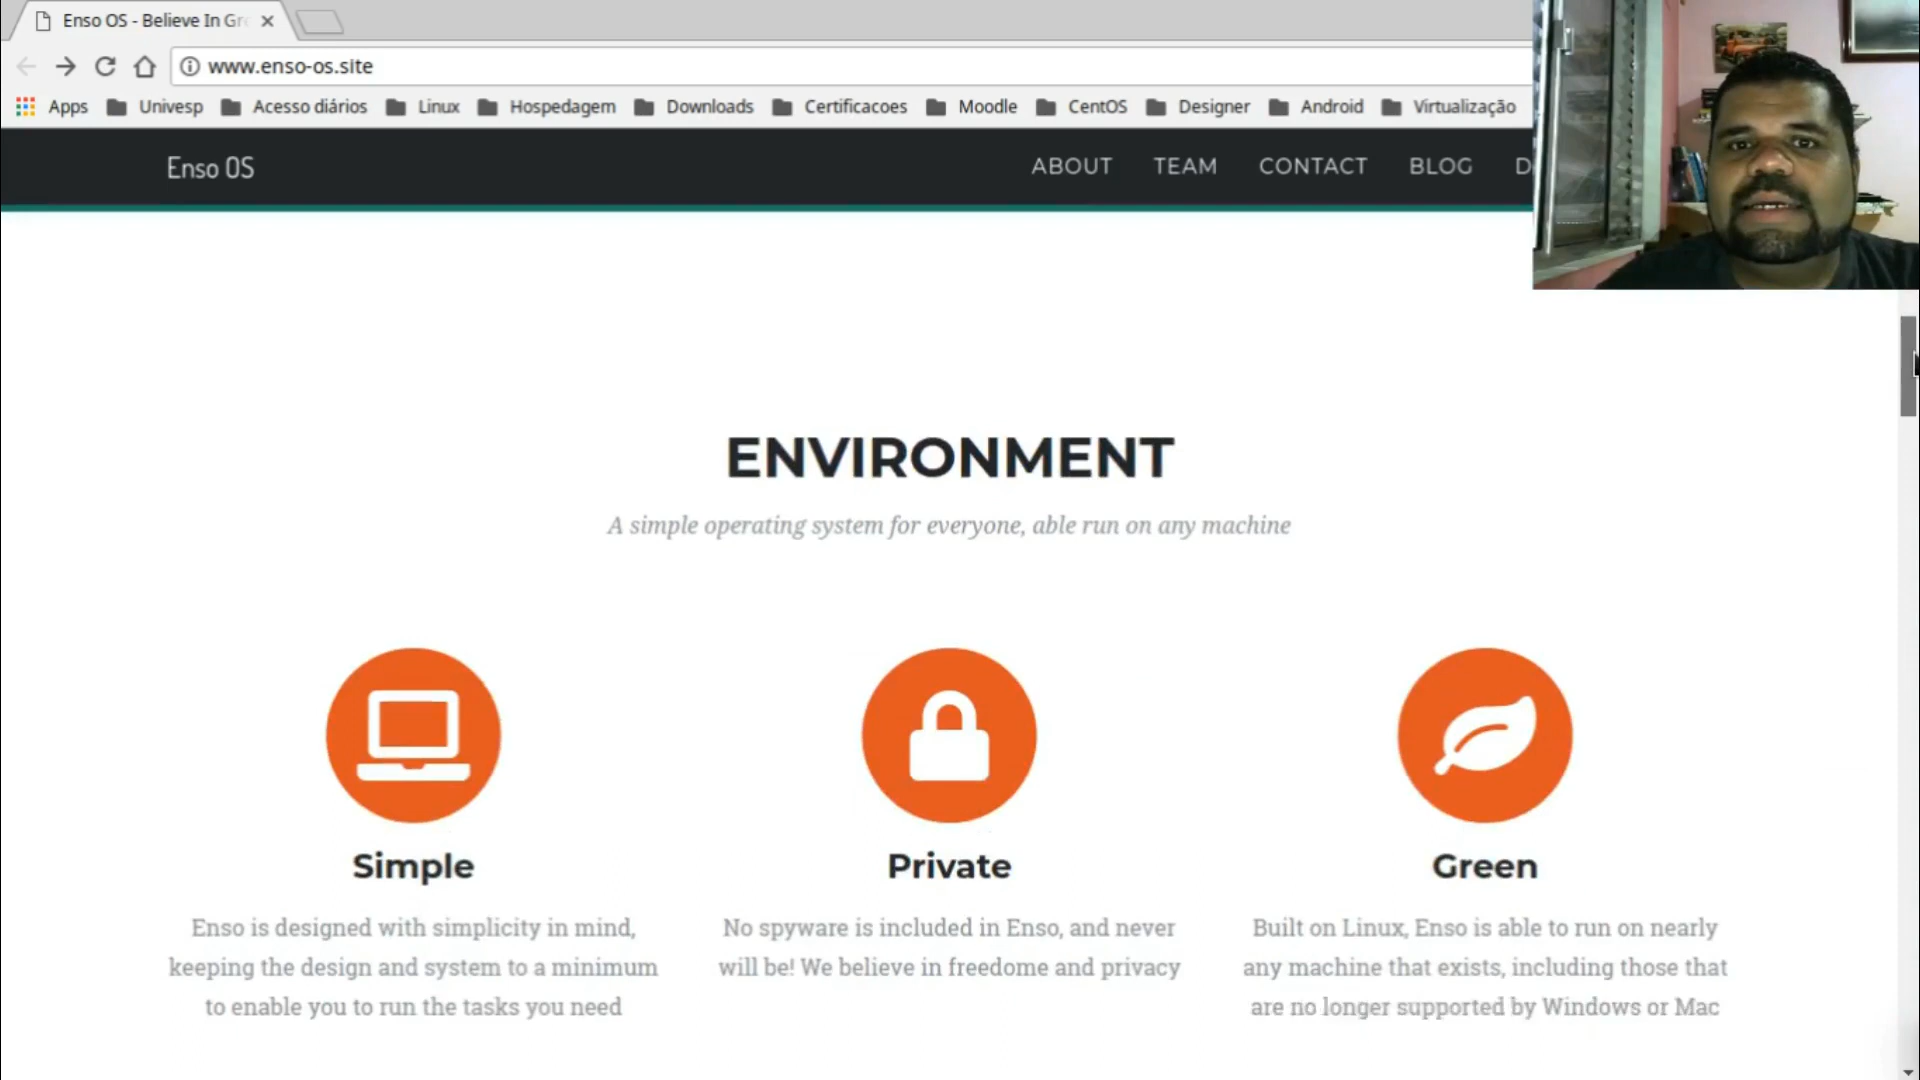 Enso OS - Believe In Gre
www.enso-os.site
Apps Univesp Acesso diários Linux Hospedagem Downloads Certificacoes Moodle CentOS Designer Android Virtualização
Enso OS ABOUT TEAM CONTACT BLOG D
ENVIRONMENT
A simple operating system for everyone, able run on any machine
Simple
Enso is designed with simplicity in mind,
keeping the design and system to a minimum
to enable you to run the tasks you need
Private
No spyware is included in Enso, and never
will be! We believe in freedome and privacy
Green
Built on Linux, Enso is able to run on nearly
any machine that exists, including those that
are no longer supported by Windows or Mac